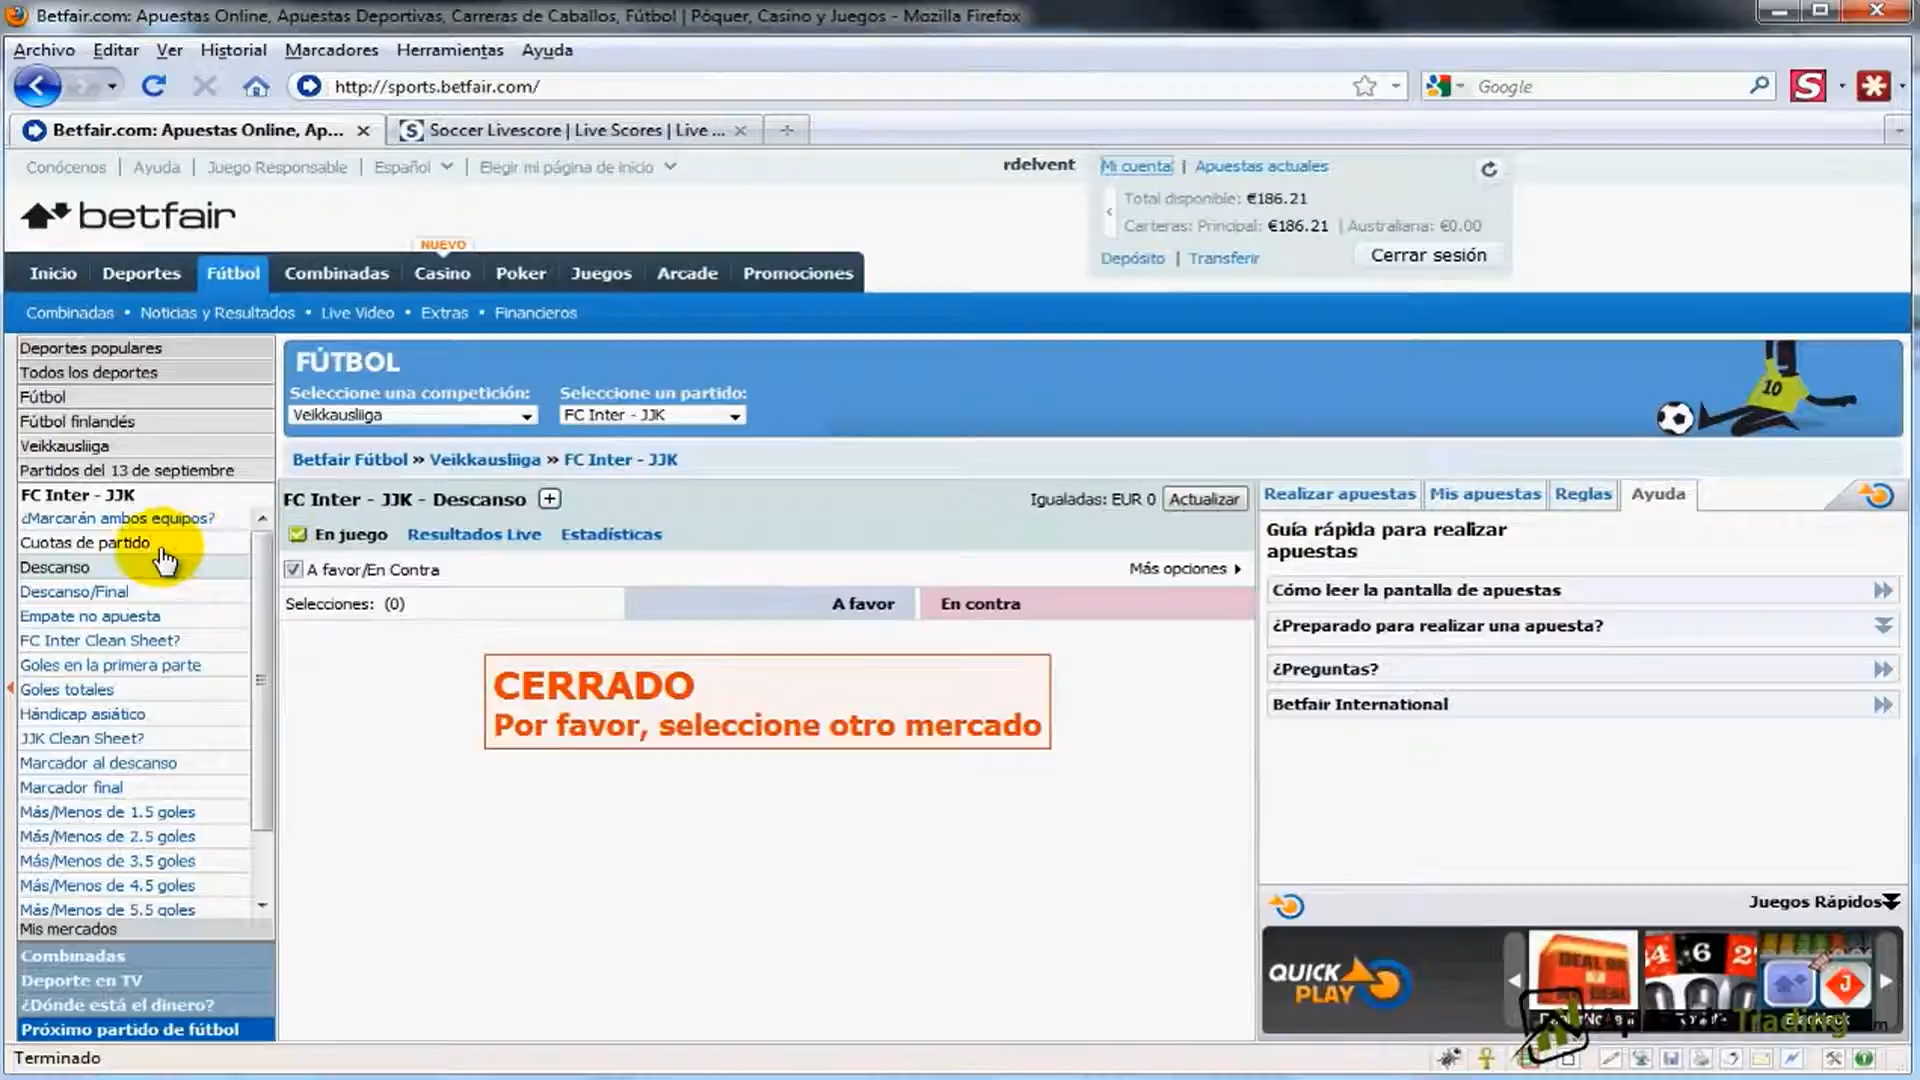 Betfair.com: Apuestas Online, Apuestas Deportivas, Carreras de Caballos, Fútbol | Póquer, Casino y Juegos - Mozilla Firefox
Archivo Editar Ver Historial Marcadores Herramientas Ayuda
http://sports.betfair.com/ Google
Betfair.com: Apuestas Online, Ap... Soccer Livescore | Live Scores | Live ...
Conócenos | Ayuda | Juego Responsable | Español | Elegir mi página de inicio
rdelvent Mi cuenta | Apuestas actuales
Total disponible: €186.21
Carteras: Principal: €186.21 | Australiana: €0.00
Depósito | Transferir Cerrar sesión
betfair
NUEVO
Inicio Deportes Fútbol Combinadas Casino Poker Juegos Arcade Promociones
Combinadas • Noticias y Resultados • Live Video • Extras • Financieros
Deportes populares
Todos los deportes
Fútbol
Fútbol finlandés
Veikkausliiga
Partidos del 13 de septiembre
FC Inter - JJK
¿Marcarán ambos equipos?
Cuotas de partido
Descanso
Descanso/Final
Empate no apuesta
FC Inter Clean Sheet?
Goles en la primera parte
Goles totales
Hándicap asiático
JJK Clean Sheet?
Marcador al descanso
Marcador final
Más/Menos de 1.5 goles
Más/Menos de 2.5 goles
Más/Menos de 3.5 goles
Más/Menos de 4.5 goles
Más/Menos de 5.5 goles
Mis mercados
Combinadas
Deporte en TV
¿Dónde está el dinero?
Próximo partido de fútbol
FÚTBOL
Seleccione una competición: Seleccione un partido:
Veikkausliiga FC Inter - JJK
10
Betfair Fútbol » Veikkausliiga » FC Inter - JJK
FC Inter - JJK - Descanso Igualadas: EUR 0 Actualizar
En juego Resultados Live Estadísticas
A favor/En Contra Más opciones
Selecciones: (0) A favor En contra
CERRADO
Por favor, seleccione otro mercado
Realizar apuestas Mis apuestas Reglas Ayuda
Guía rápida para realizar
apuestas
Cómo leer la pantalla de apuestas
¿Preparado para realizar una apuesta?
¿Preguntas?
Betfair International
Juegos Rápidos
QUICK
PLAY
Terminado